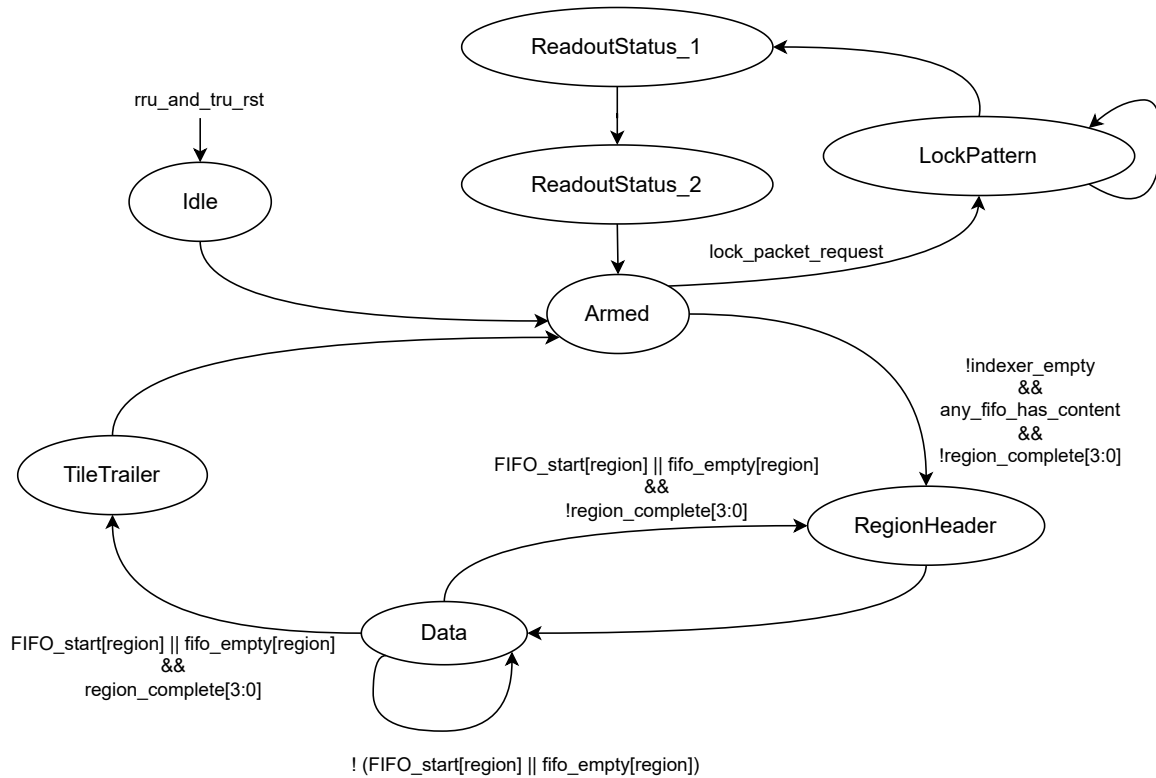 ReadoutStatus_1
rru_and_tru_rst
LockPattern
ReadoutStatus_2
Idle
lock_packet_request
Armed
!indexer_empty
&&
any_fifo_has_content
&&
!region_complete[3:0]
TileTrailer
FIFO_start[region] || fifo_empty[region]
&&
!region_complete[3:0]
RegionHeader
Data
FIFO_start[region] || fifo_empty[region]
&&
region_complete[3:0]
! (FIFO_start[region] || fifo_empty[region])